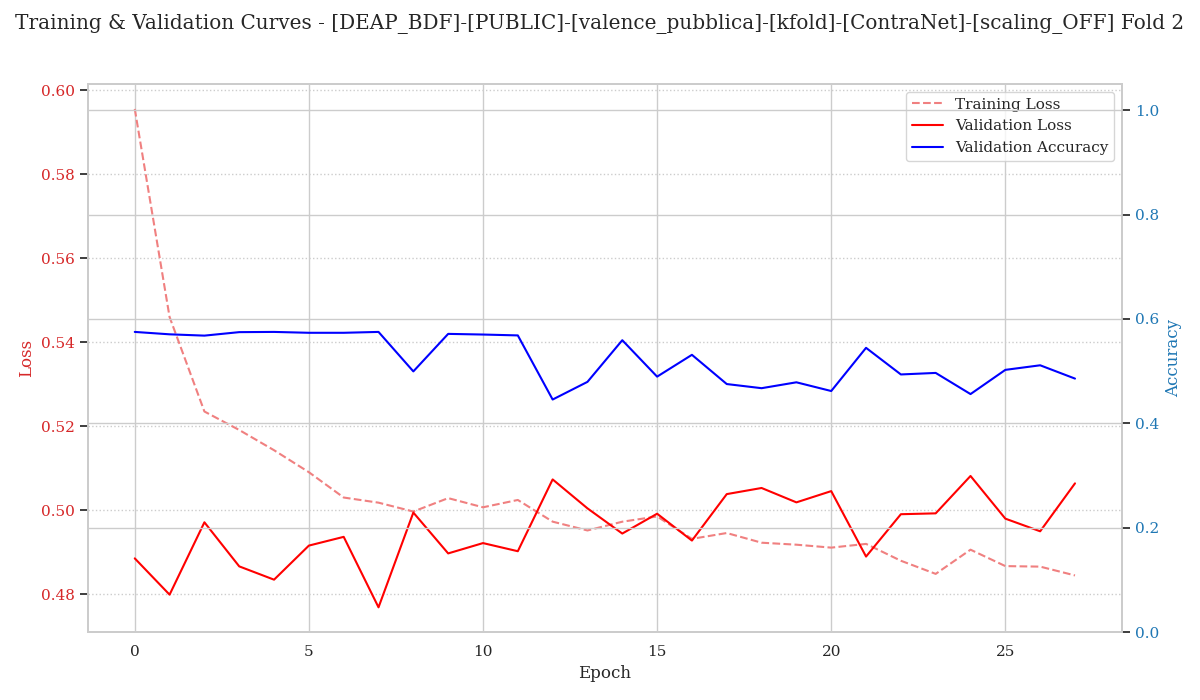 Training & Validation Curves - [DEAP_BDF]-[PUBLIC]-[valence_pubblica]-[kfold]-[ContraNet]-[scaling_OFF] Fold 2
0.60
0.58
0.56
0.54
0.52
0.50
0.48
Loss
Training Loss
Validation Loss
Validation Accuracy
1.0
0.8
0.6
0.4
0.2
0.0
Accuracy
0
5
10
15
20
25
Epoch